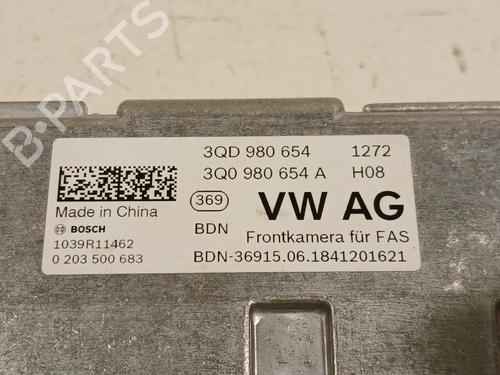 B-PARTS
3QD 980 654 1272
3Q0 980 654 A H08
369 VW AG
Made in China
BOSCH BDN Frontkamera für FAS
1039R11462
0 203 500 683 BDN-36915.06.1841201621